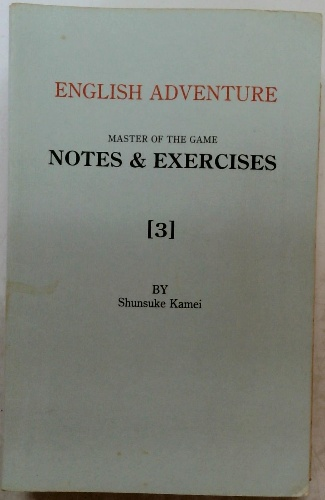 ENGLISH ADVENTURE
MASTER OF THE GAME
NOTES & EXERCISES
[3]
BY
Shunsuke Kamei